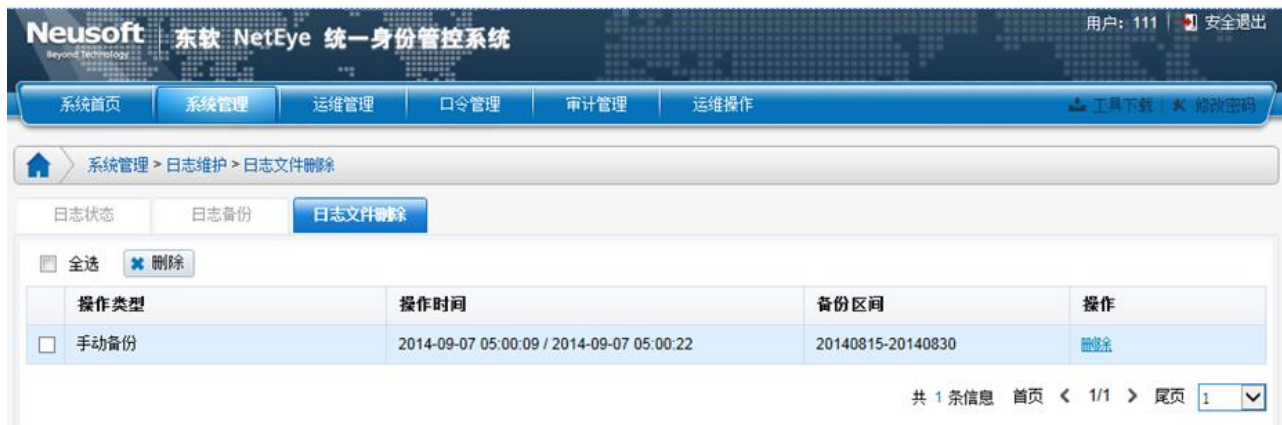 Neusoft 东软 NetEye 统一身份管控系统 用户：111 安全退出
Beyond Technology
系统首页 系统管理 运维管理 口令管理 审计管理 运维操作 工具下载 修改密码
系统管理 > 日志维护 > 日志文件删除
日志状态 日志备份 日志文件删除
全选 删除
操作类型 操作时间 备份区间 操作
手动备份 2014-09-07 05:00:09 / 2014-09-07 05:00:22 20140815-20140830 删除
共 1 条信息 首页 1/1 尾页 1